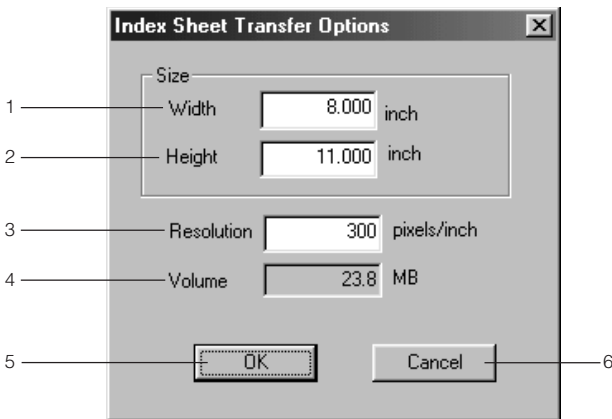 Index Sheet Transfer Options
Size
1 Width 8.000 inch
2 Height 11.000 inch
3 Resolution 300 pixels/inch
4 Volume 23.8 MB
5 OK Cancel 6